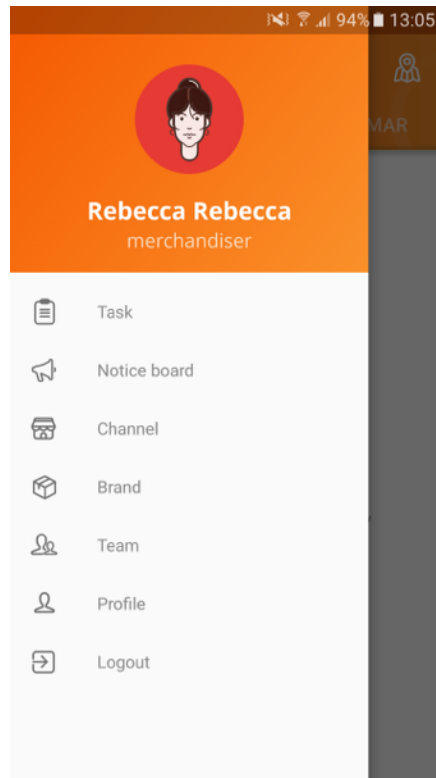 94% 13:05
MAR
Rebecca Rebecca
merchandiser
Task
Notice board
Channel
Brand
Team
Profile
Logout